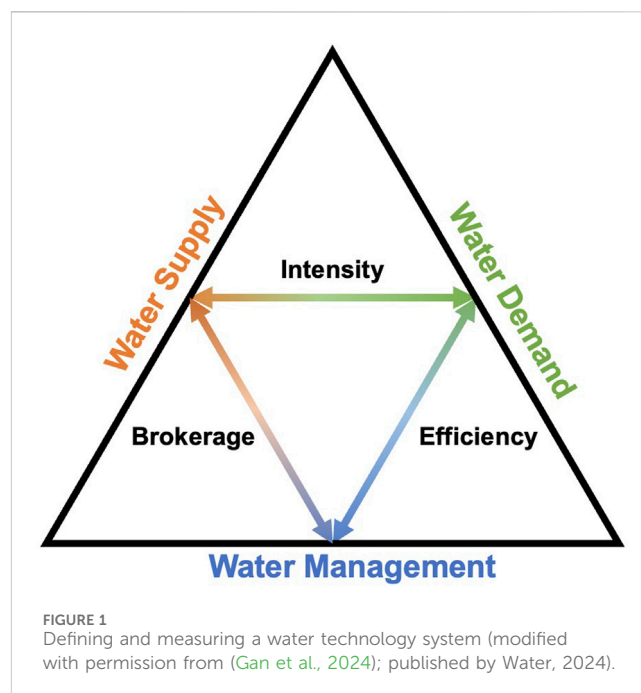 Water Supply
Water Demand
Intensity
Brokerage
Efficiency
Water Management
FIGURE 1
Defining and measuring a water technology system (modified
with permission from (Gan et al., 2024); published by Water, 2024).